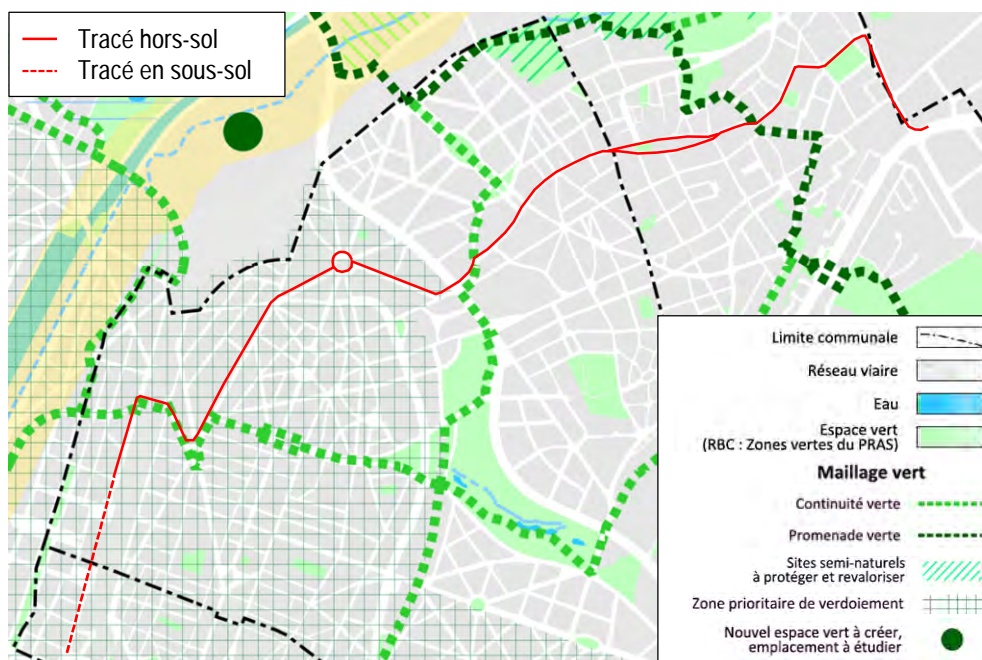 Tracé hors-sol
Tracé en sous-sol
Limite communale
Réseau viaire
Eau
Espace vert
(RBC : Zones vertes du PRAS)
Maillage vert
Continuité verte
Promenade verte
Sites semi-naturels
à protéger et revaloriser
Zone prioritaire de verdoiement
Nouvel espace vert à créer,
emplacement à étudier